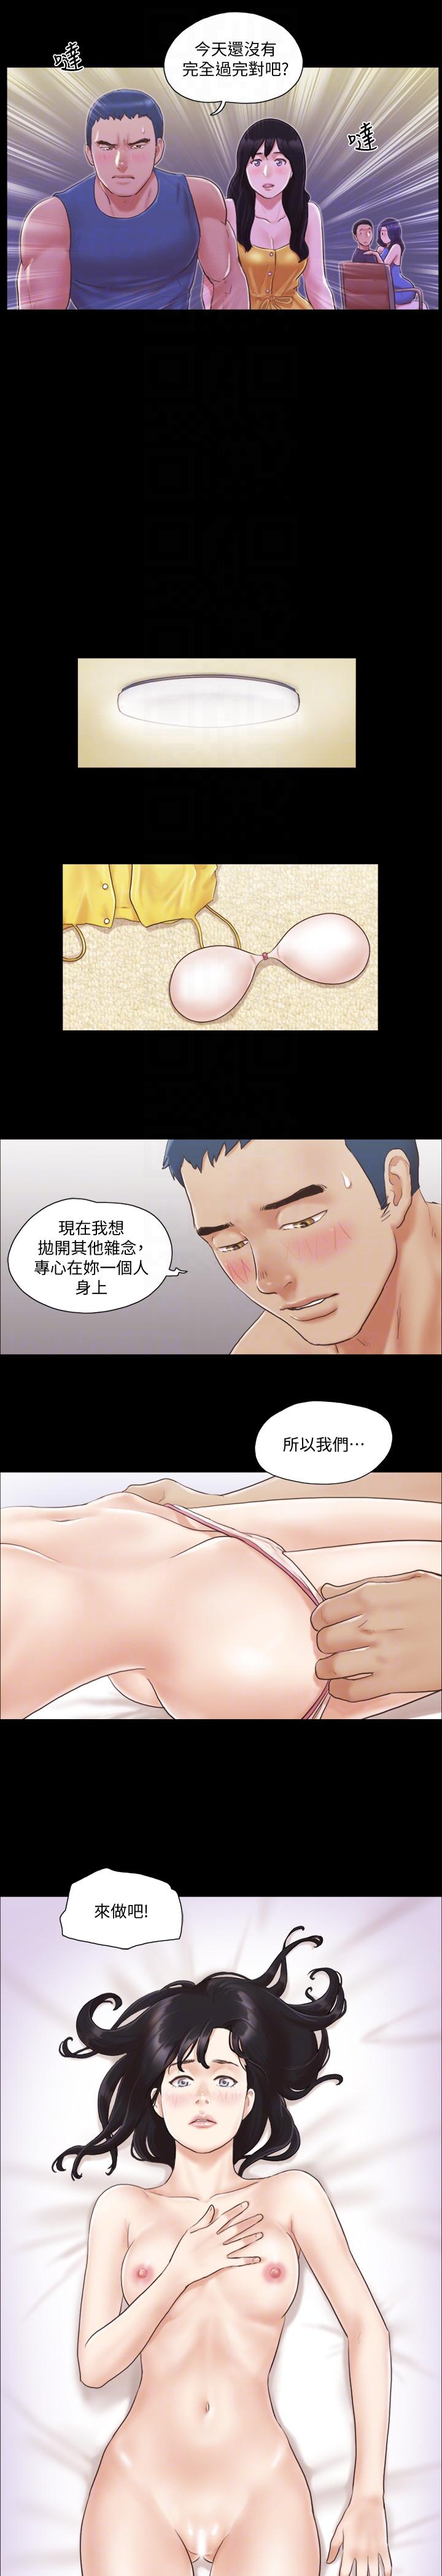 噠
今天還沒有
完全過完對吧?
噠
現在我想
拋開其他雜念,
專心在妳一個人
身上
所以我們…
來做吧!